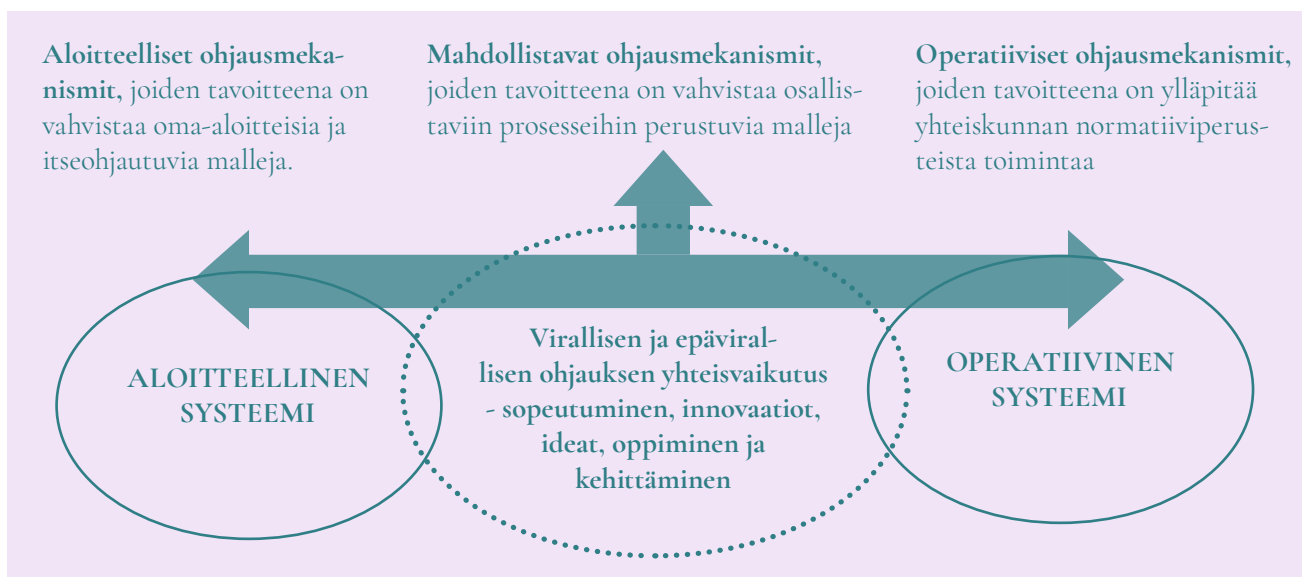 Aloitteelliset ohjausmeka-
nismit, joiden tavoitteena on
vahvistaa oma-aloitteisia ja
itseohjautuvia malleja.
Mahdollistavat ohjausmekanismit,
joiden tavoitteena on vahvistaa osallis-
taviin prosesseihin perustuvia malleja
Operatiiviset ohjausmekanismit,
joiden tavoitteena on ylläpitää
yhteiskunnan normatiiviperus-
teista toimintaa
ALOITTEELLINEN
SYSTEEMI
Virallisen ja epäviral-
lisen ohjauksen yhteisvaikutus
- sopeutuminen, innovaatiot,
ideat, oppiminen ja
kehittäminen
OPERATIIVINEN
SYSTEEMI